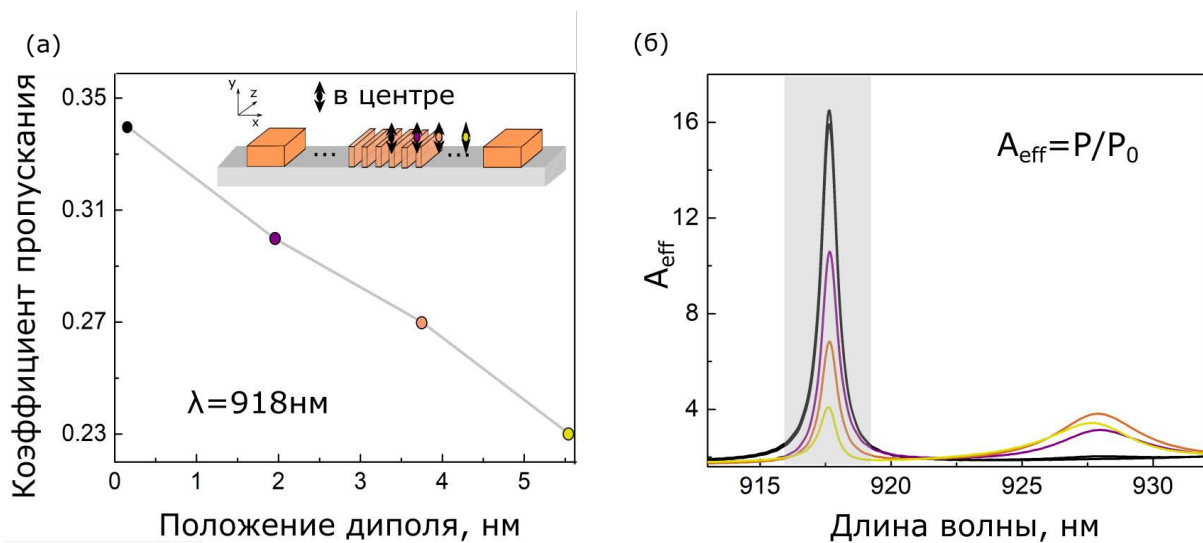 (а)
Коэффициент пропускания
0.35
0.31
0.27
0.23
y
z
x
в центре
...
...
λ=918нм
0
1
2
3
4
5
Положение диполя, нм
(б)
A_eff
16
12
8
4
A_eff=P/P_0
915
920
925
930
Длина волны, нм